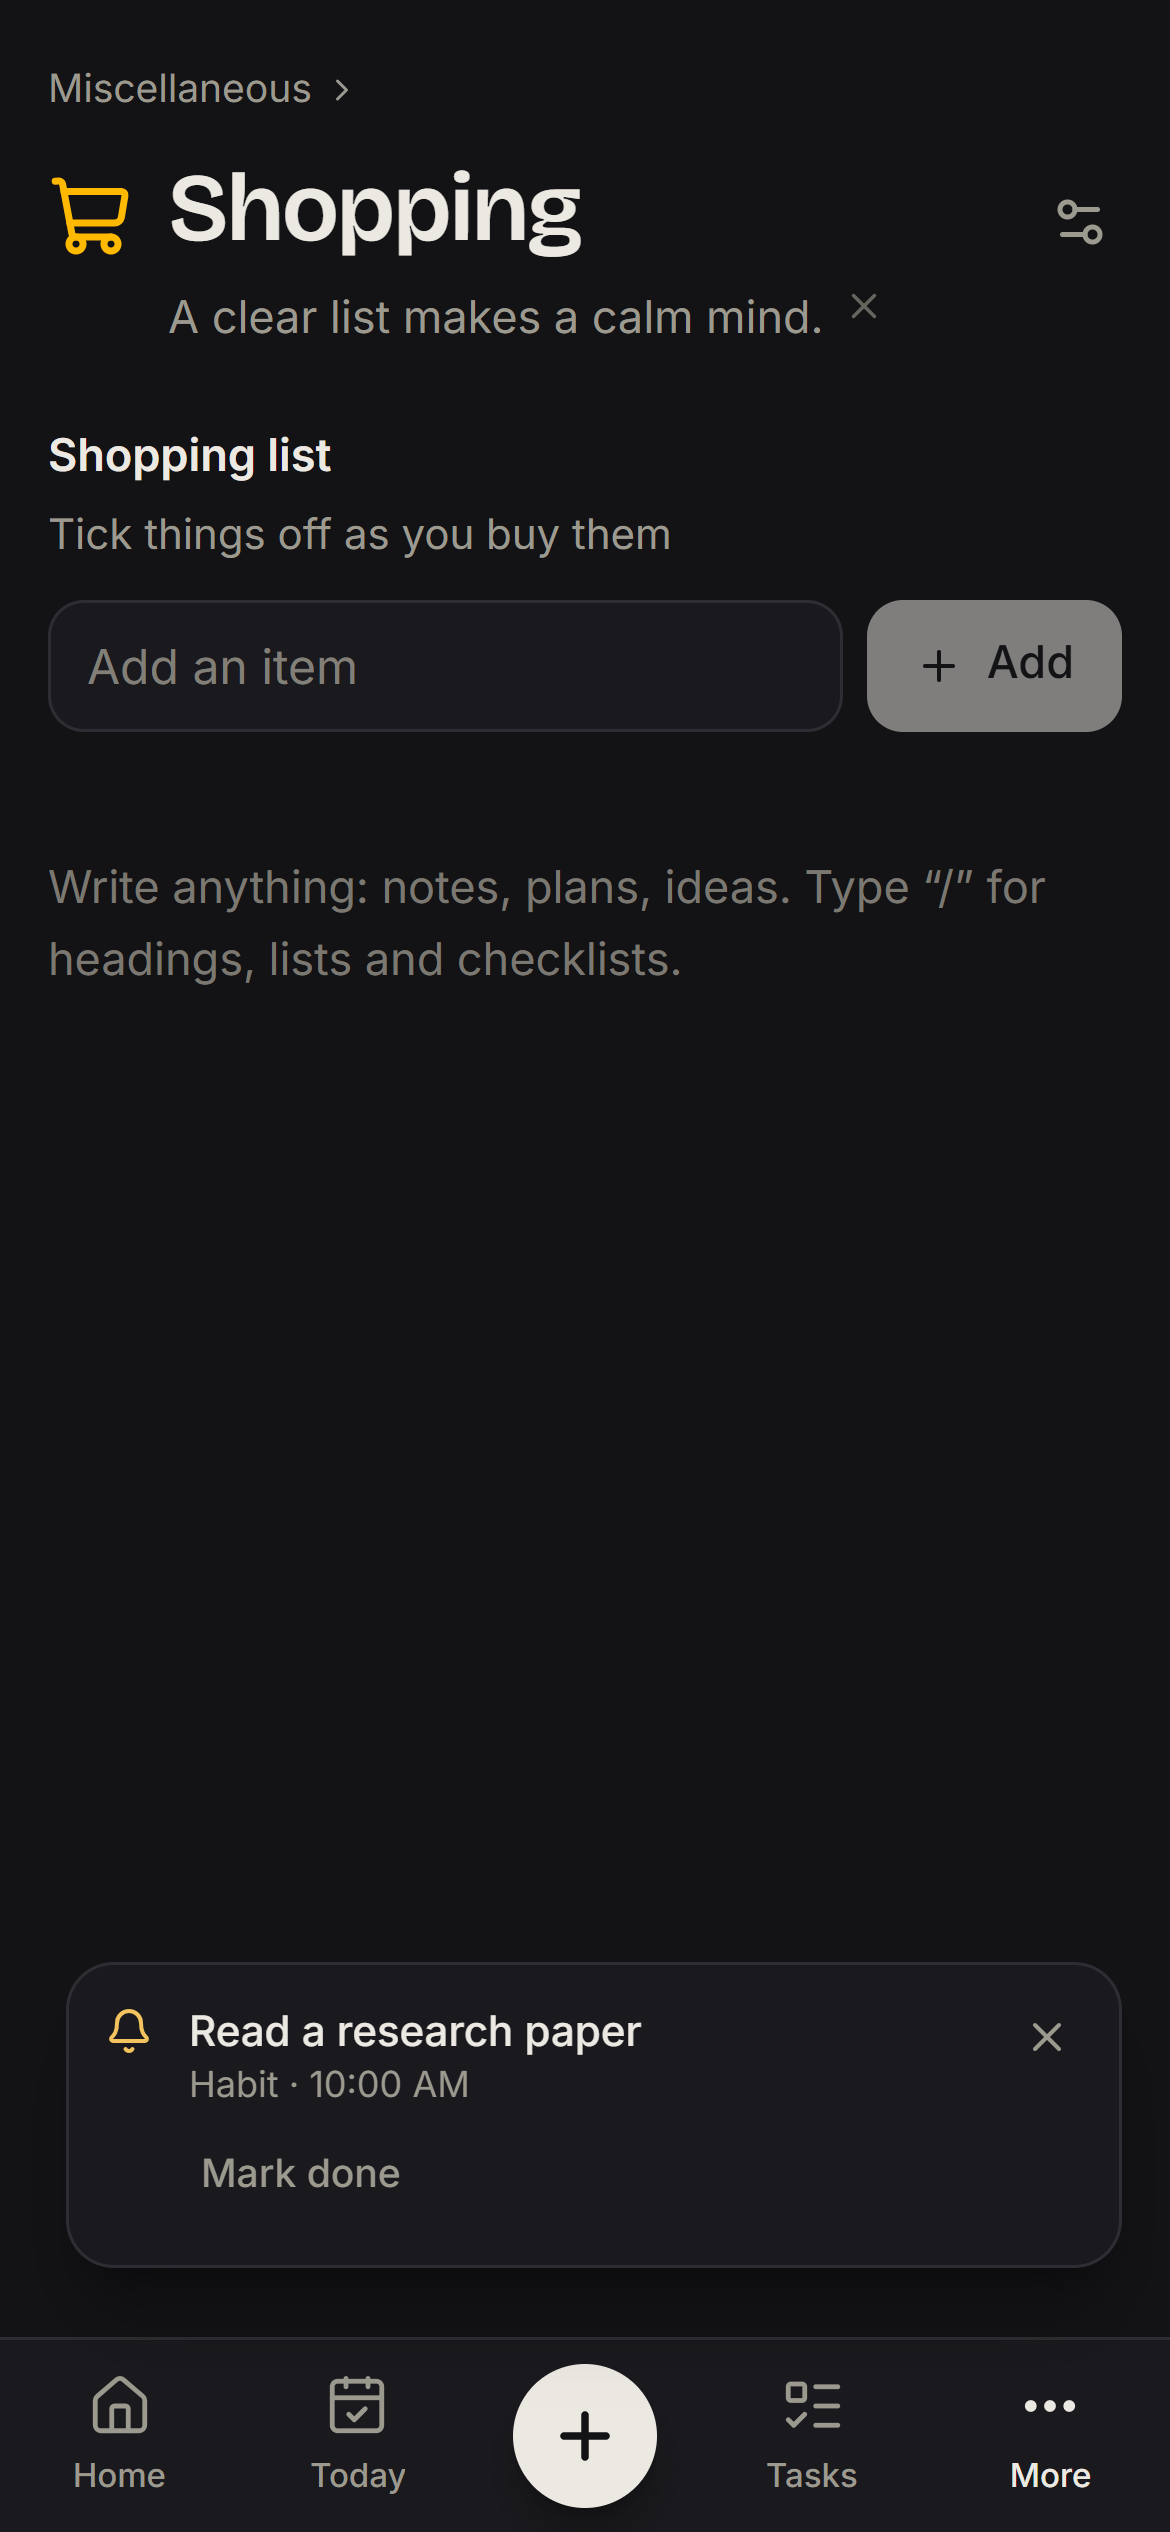 Miscellaneous
Shopping
A clear list makes a calm mind.
Shopping list
Tick things off as you buy them
Add an item
Add
Write anything: notes, plans, ideas. Type “/” for
headings, lists and checklists.
Read a research paper
Habit · 10:00 AM
Mark done
Home
Today
Tasks
More